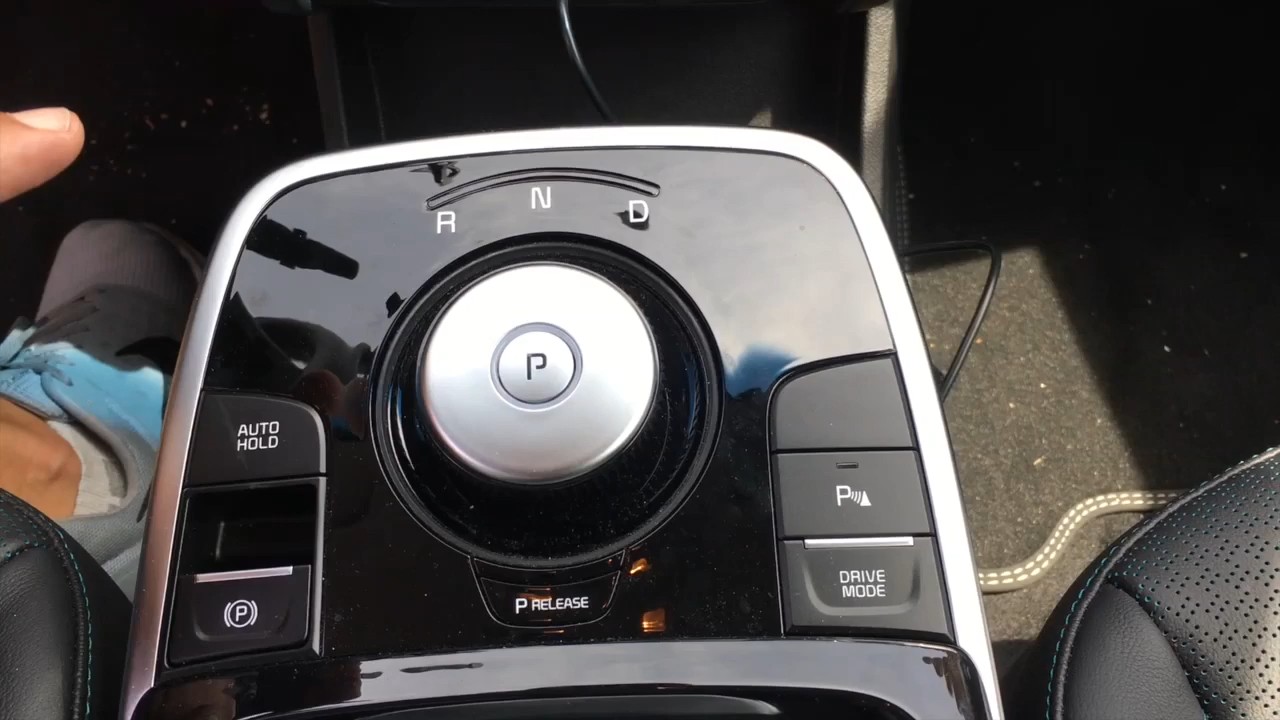 R N D
P
AUTO
HOLD
P
DRIVE
MODE
(P)
P RELEASE